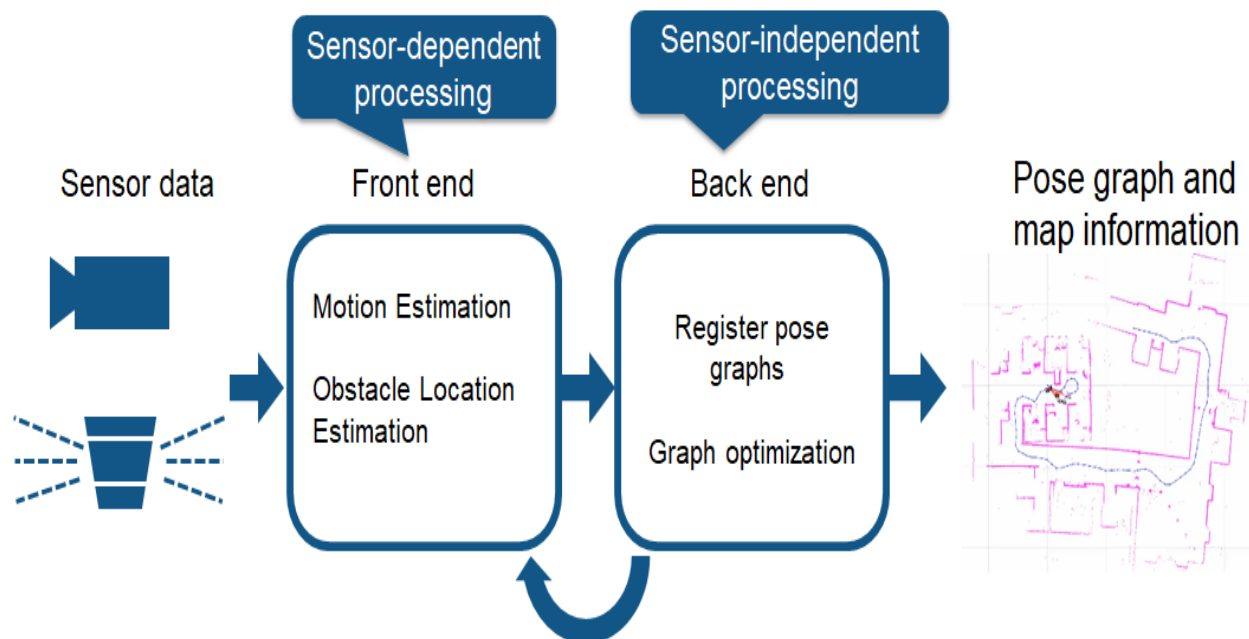 Sensor-dependent
processing
Sensor-independent
processing
Sensor data
Front end
Back end
Pose graph and
map information
Motion Estimation
Obstacle Location
Estimation
Register pose
graphs
Graph optimization